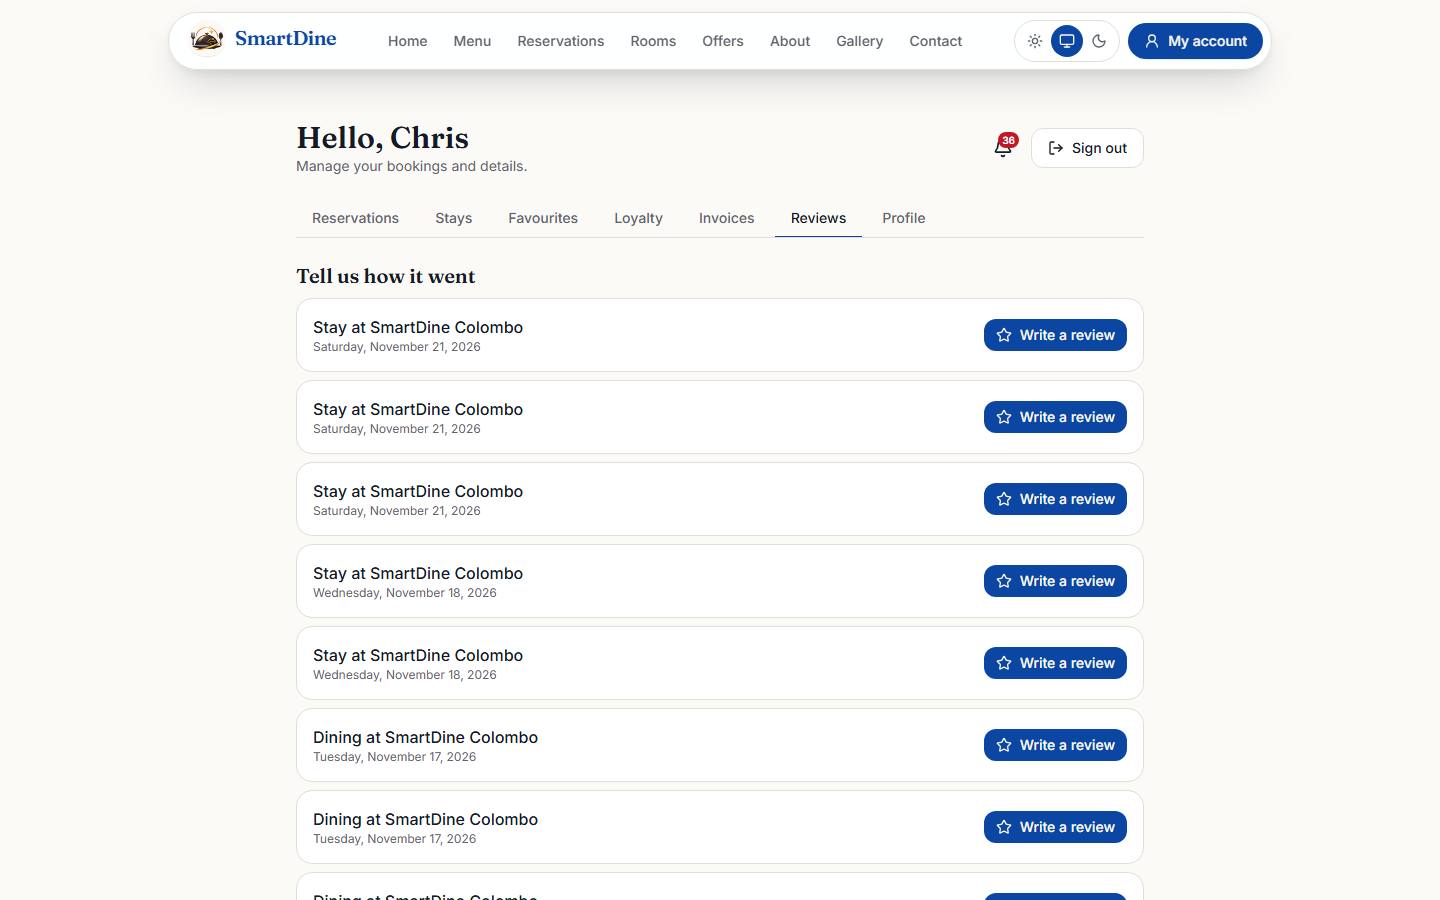 SmartDine
Home
Menu
Reservations
Rooms
Offers
About
Gallery
Contact
My account
Hello, Chris
Manage your bookings and details.
36
Sign out
Reservations
Stays
Favourites
Loyalty
Invoices
Reviews
Profile
Tell us how it went
Stay at SmartDine Colombo
Saturday, November 21, 2026
Write a review
Stay at SmartDine Colombo
Saturday, November 21, 2026
Write a review
Stay at SmartDine Colombo
Saturday, November 21, 2026
Write a review
Stay at SmartDine Colombo
Wednesday, November 18, 2026
Write a review
Stay at SmartDine Colombo
Wednesday, November 18, 2026
Write a review
Dining at SmartDine Colombo
Tuesday, November 17, 2026
Write a review
Dining at SmartDine Colombo
Tuesday, November 17, 2026
Write a review
Dining at SmartDine Colombo